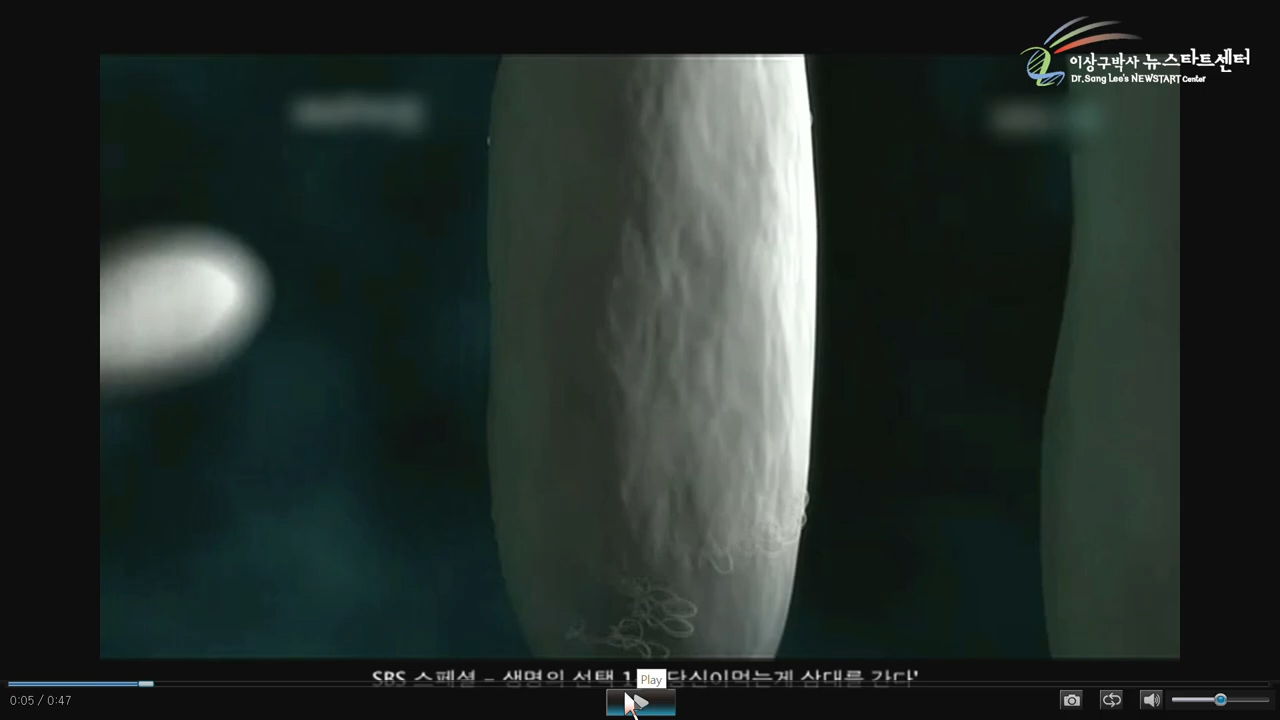 이상구박사 뉴스타트센터
Dr.Sang Lee's NEWSTART Center
SBS 스페셜 - 생명의 선택 1 당신이먹는게 삼대를 간다'
Play
0:05 / 0:47